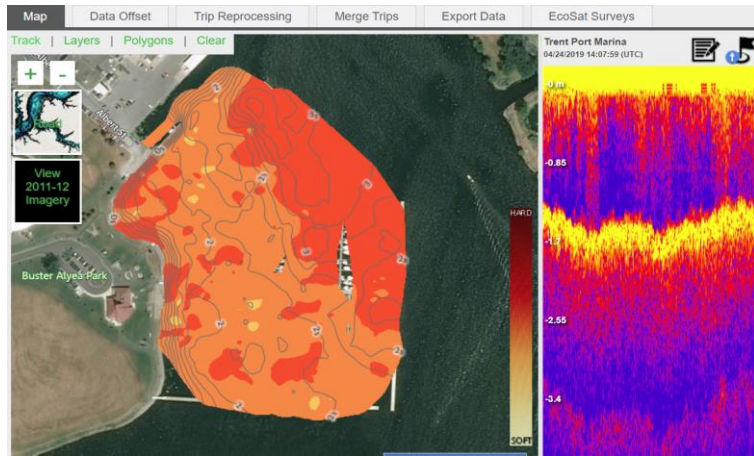 Map
Data Offset
Trip Reprocessing
Merge Trips
Export Data
EcoSat Surveys
Track | Layers | Polygons | Clear
+ -
View
2011-12
Imagery
Albert St
Buster Alyea Park
HARD
SOFT
Trent Port Marina
04/24/2019 14:07:59 (UTC)
-0 m
-0.85
-1.7
-2.55
-3.4